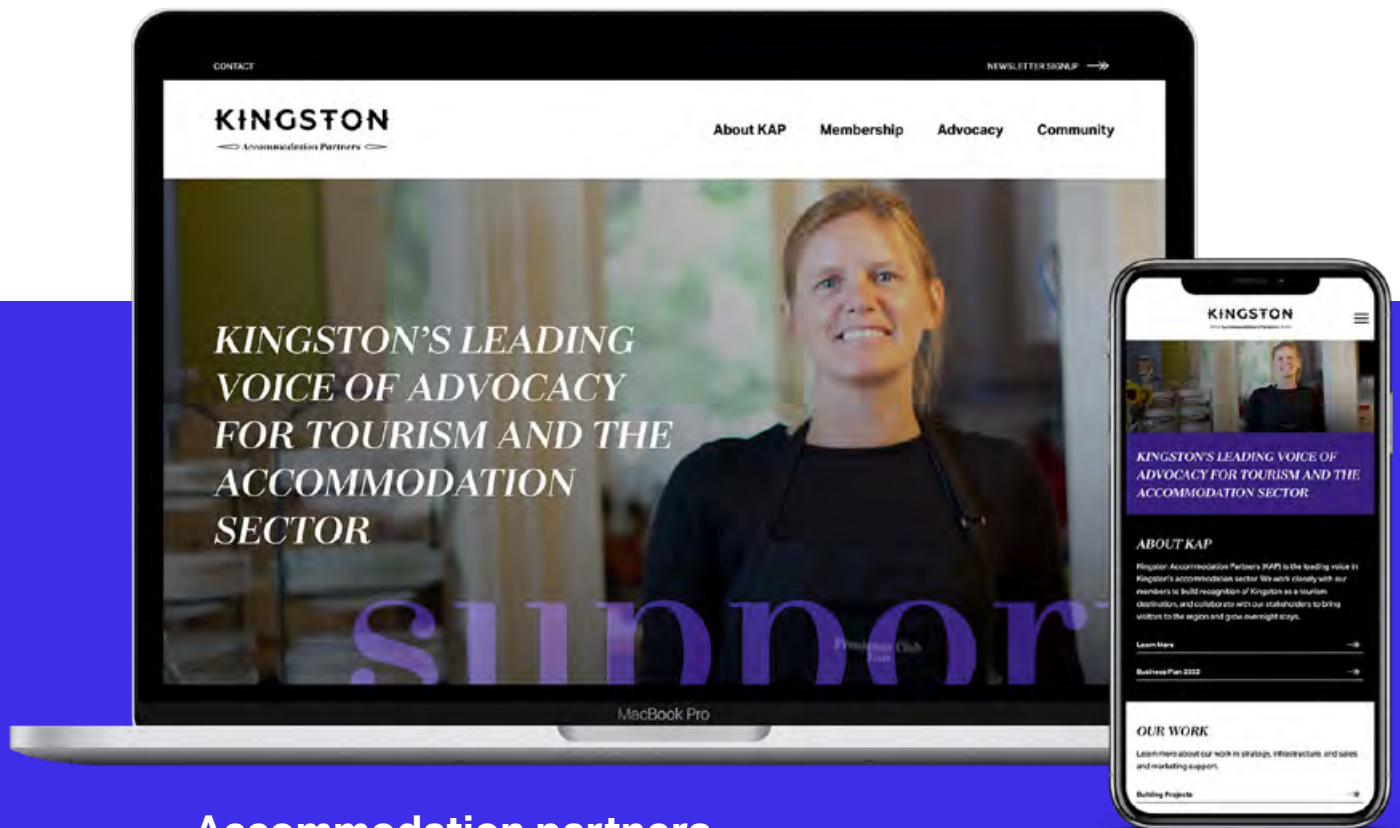 CONTACT
NEWSLETTER SIGNUP
KINGSTON
Accommodation Partners
About KAP
Membership
Advocacy
Community
KINGSTON'S LEADING
VOICE OF ADVOCACY
FOR TOURISM AND THE
ACCOMMODATION
SECTOR
suppor
MacBook Pro
KINGSTON
Accommodation Partners
KINGSTON'S LEADING VOICE OF
ADVOCACY FOR TOURISM AND THE
ACCOMMODATION SECTOR
ABOUT KAP
Kingston Accommodation Partners (KAP) is the leading voice in
Kingston's accommodation sector. We work closely with our
members to build recognition of Kingston as a tourism
destination, and collaborate with our stakeholders to bring
visitors to the region and grow overnight stays.
Learn More
Business Plan 2022
OUR WORK
Learn more about our work in strategy, infrastructure, and sales
and marketing support.
Building Projects
Accommodation partners